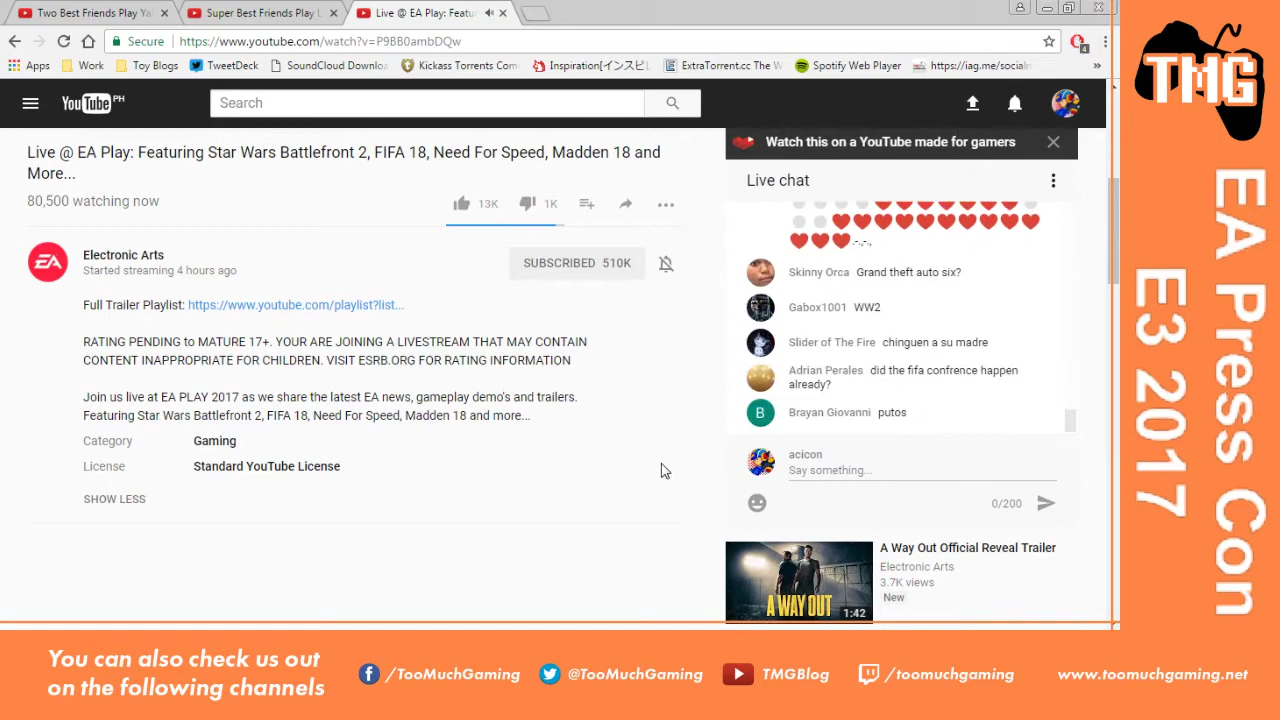 Two Best Friends Play Ya
Super Best Friends Play L
Live @ EA Play: Featu
Secure
https://www.youtube.com/watch?v=P9BB0ambDQw
4
Apps
Work
Toy Blogs
TweetDeck
SoundCloud Downloa
Kickass Torrents Com
Inspiration[インスピ
ExtraTorrent.cc The W
Spotify Web Player
https://iag.me/socialm
»
YouTube PH
Search
Live @ EA Play: Featuring Star Wars Battlefront 2, FIFA 18, Need For Speed, Madden 18 and
More...
80,500 watching now
13K
1K
EA
Electronic Arts
Started streaming 4 hours ago
SUBSCRIBED 510K
Full Trailer Playlist: https://www.youtube.com/playlist?list...
RATING PENDING to MATURE 17+. YOUR ARE JOINING A LIVESTREAM THAT MAY CONTAIN
CONTENT INAPPROPRIATE FOR CHILDREN. VISIT ESRB.ORG FOR RATING INFORMATION
Join us live at EA PLAY 2017 as we share the latest EA news, gameplay demo's and trailers.
Featuring Star Wars Battlefront 2, FIFA 18, Need For Speed, Madden 18 and more...
Category Gaming
License Standard YouTube License
SHOW LESS
Watch this on a YouTube made for gamers
Live chat
Skinny Orca Grand theft auto six?
Gabox1001 WW2
Slider of The Fire chinguen a su madre
Adrian Perales did the fifa confrence happen
already?
B
Brayan Giovanni putos
acicon
Say something...
0/200
A WAY OUT
1:42
A Way Out Official Reveal Trailer
Electronic Arts
3.7K views
New
TMG
EA Press Con
E3 2017
You can also check us out
on the following channels
/TooMuchGaming
@TooMuchGaming
TMGBlog
/toomuchgaming
www.toomuchgaming.net